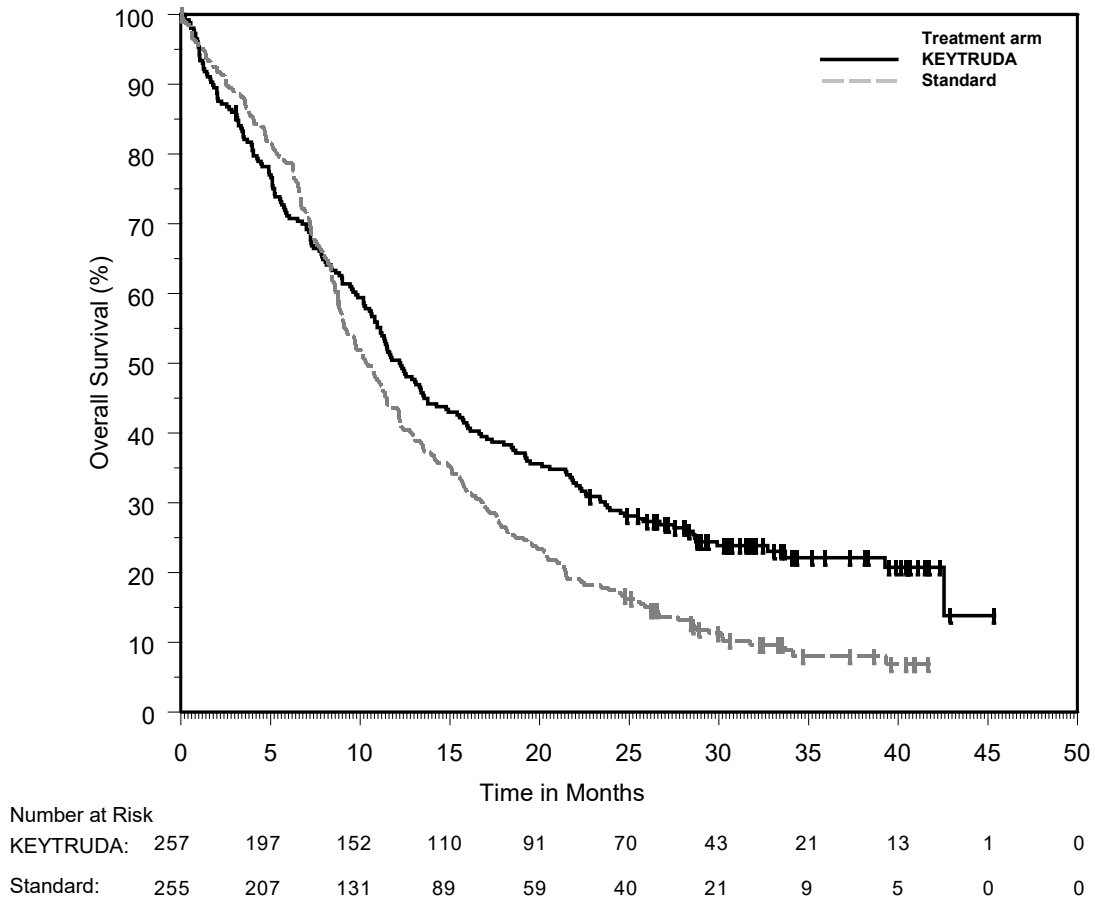 Treatment arm
KEYTRUDA
Standard
100
90
80
70
60
50
40
30
20
10
0
Overall Survival (%)
0 5 10 15 20 25 30 35 40 45 50
Time in Months
Number at Risk
KEYTRUDA: 257 197 152 110 91 70 43 21 13 1 0
Standard: 255 207 131 89 59 40 21 9 5 0 0